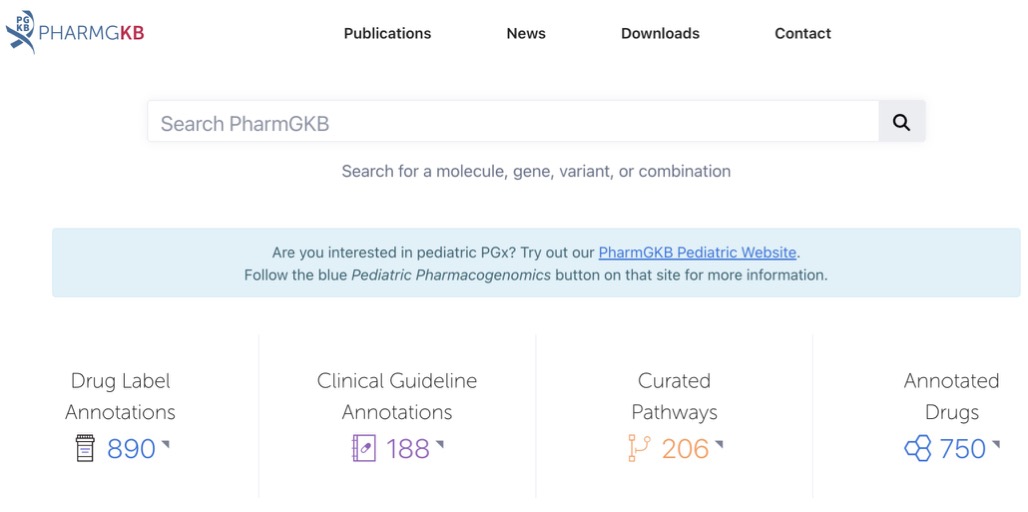 PG
KB
PHARMGKB
Publications News Downloads Contact
Search PharmGKB
Search for a molecule, gene, variant, or combination
Are you interested in pediatric PGx? Try out our PharmGKB Pediatric Website.
Follow the blue Pediatric Pharmacogenomics button on that site for more information.
Drug Label
Annotations
890
Clinical Guideline
Annotations
188
Curated
Pathways
206
Annotated
Drugs
750